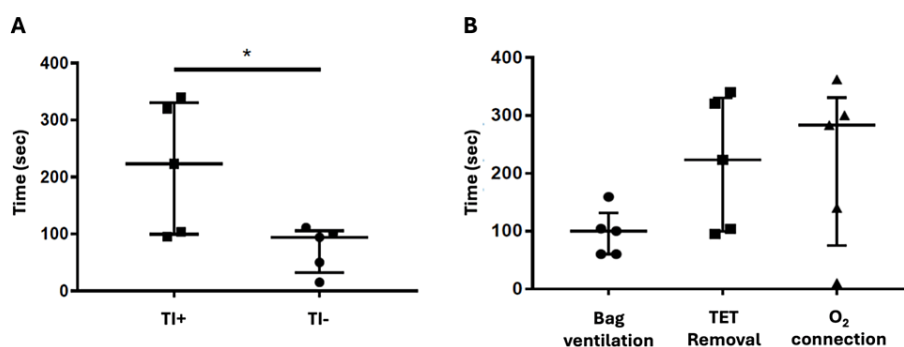 A
*
400
300
200
100
0
Time (sec)
TI+ TI-
B
400
300
200
100
0
Time (sec)
Bag TET O₂
ventilation Removal connection